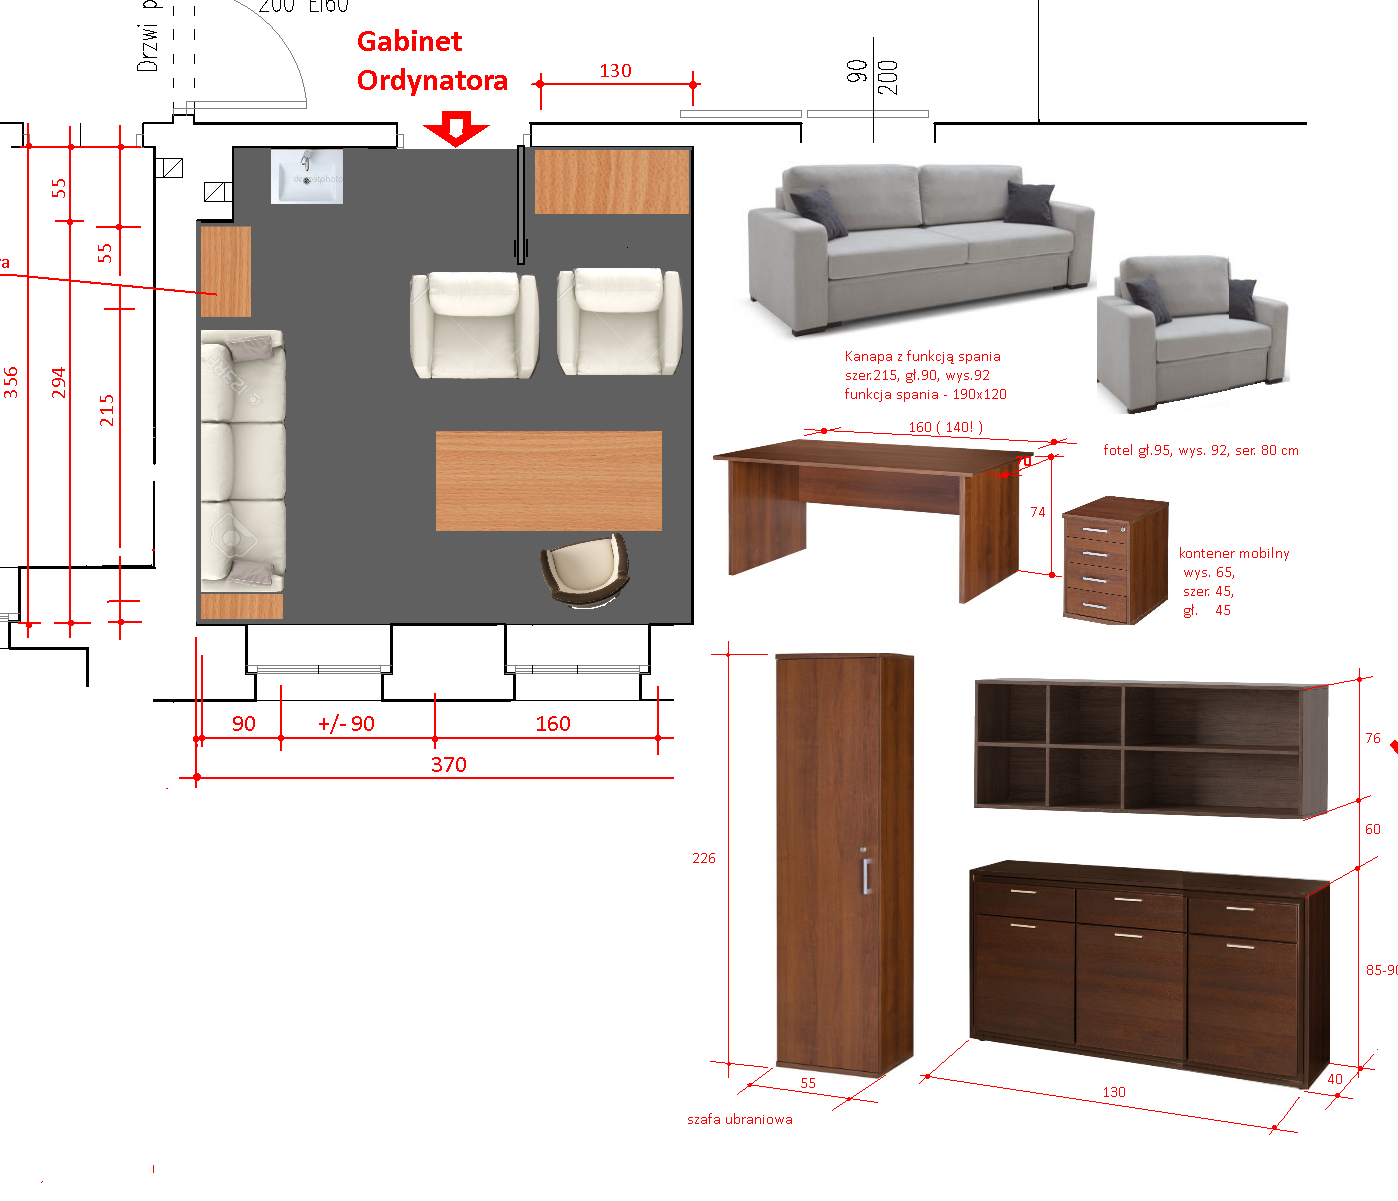 200 EI60
Drzwi p
Gabinet
Ordynatora
130
90
200
55
55
ra
356
294
215
Kanapa z funkcją spania
szer.215, gł.90, wys.92
funkcja spania - 190x120
160 ( 140! )
fotel gł.95, wys. 92, ser. 80 cm
70
74
kontener mobilny
wys. 65,
szer. 45,
gł. 45
90
+/- 90
160
370
226
76
60
85-90
55
130
40
szafa ubraniowa